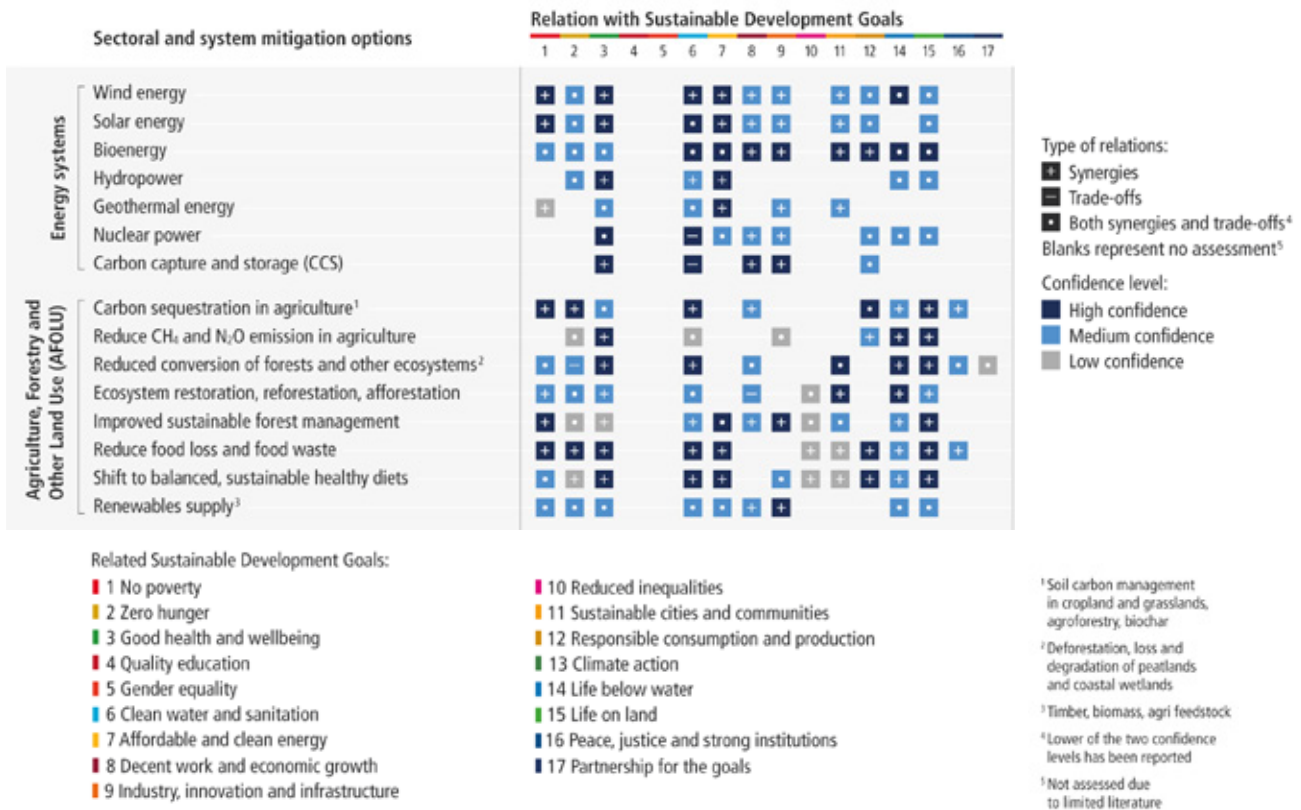 Relation with Sustainable Development Goals
Sectoral and system mitigation options
1 2 3 4 5 6 7 8 9 10 11 12 14 15 16 17
Energy systems
Wind energy
Solar energy
Bioenergy
Hydropower
Geothermal energy
Nuclear power
Carbon capture and storage (CCS)
Agriculture, Forestry and
Other Land Use (AFOLU)
Carbon sequestration in agriculture¹
Reduce CH₄ and N₂O emission in agriculture
Reduced conversion of forests and other ecosystems²
Ecosystem restoration, reforestation, afforestation
Improved sustainable forest management
Reduce food loss and food waste
Shift to balanced, sustainable healthy diets
Renewables supply³
Type of relations:
Synergies
Trade-offs
Both synergies and trade-offs⁴
Blanks represent no assessment⁵
Confidence level:
High confidence
Medium confidence
Low confidence
Related Sustainable Development Goals:
1 No poverty
2 Zero hunger
3 Good health and wellbeing
4 Quality education
5 Gender equality
6 Clean water and sanitation
7 Affordable and clean energy
8 Decent work and economic growth
9 Industry, innovation and infrastructure
10 Reduced inequalities
11 Sustainable cities and communities
12 Responsible consumption and production
13 Climate action
14 Life below water
15 Life on land
16 Peace, justice and strong institutions
17 Partnership for the goals
¹ Soil carbon management
in cropland and grasslands,
agroforestry, biochar
² Deforestation, loss and
degradation of peatlands
and coastal wetlands
³ Timber, biomass, agri feedstock
⁴ Lower of the two confidence
levels has been reported
⁵ Not assessed due
to limited literature